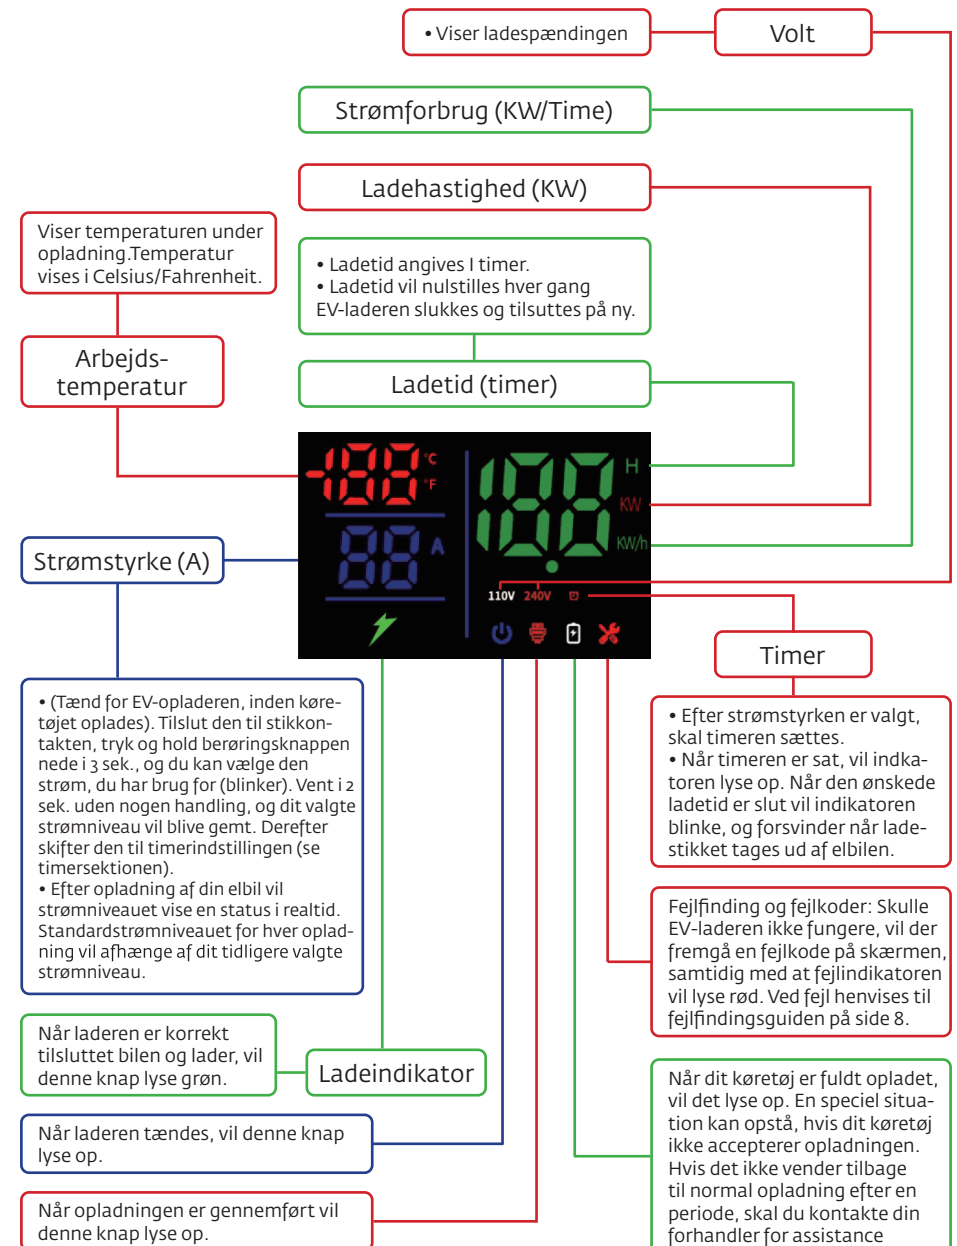 • Viser ladespændingen
Volt
Strømforbrug (KW/Time)
Ladehastighed (KW)
Viser temperaturen under
opladning.Temperatur
vises i Celsius/Fahrenheit.
• Ladetid angives I timer.
• Ladetid vil nulstilles hver gang
EV-laderen slukkes og tilsuttes på ny.
Arbejds-
temperatur
Ladetid (timer)
-188 °C
°F
188 H
KW
KW/h
88 A
110V 240V
Strømstyrke (A)
Timer
• (Tænd for EV-opladeren, inden køre-
tøjet oplades). Tilslut den til stikkon-
takten, tryk og hold berøringsknappen
nede i 3 sek., og du kan vælge den
strøm, du har brug for (blinker). Vent i 2
sek. uden nogen handling, og dit valgte
strømniveau vil blive gemt. Derefter
skifter den til timerindstillingen (se
timersektionen).
• Efter opladning af din elbil vil
strømniveauet vise en status i realtid.
Standardstrømniveauet for hver oplad-
ning vil afhænge af dit tidligere valgte
strømniveau.
• Efter strømstyrken er valgt,
skal timeren sættes.
• Når timeren er sat, vil indka-
toren lyse op. Når den ønskede
ladetid er slut vil indikatoren
blinke, og forsvinder når lade-
stikket tages ud af elbilen.
Fejlfinding og fejlkoder: Skulle
EV-laderen ikke fungere, vil der
fremgå en fejlkode på skærmen,
samtidig med at fejlindikatoren
vil lyse rød. Ved fejl henvises til
fejlfindingsguiden på side 8.
Når laderen er korrekt
tilsluttet bilen og lader, vil
denne knap lyse grøn.
Ladeindikator
Når laderen tændes, vil denne knap
lyse op.
Når opladningen er gennemført vil
denne knap lyse op.
Når dit køretøj er fuldt opladet,
vil det lyse op. En speciel situa-
tion kan opstå, hvis dit køretøj
ikke accepterer opladningen.
Hvis det ikke vender tilbage
til normal opladning efter en
periode, skal du kontakte din
forhandler for assistance